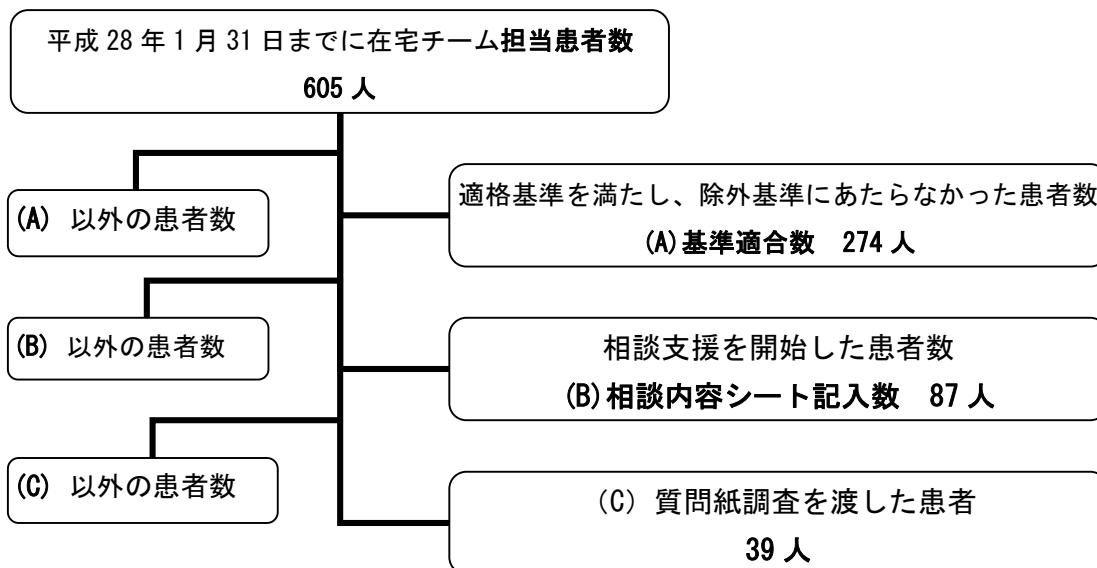 平成 28 年 1 月 31 日までに在宅チーム担当患者数
605 人
(A) 以外の患者数
適格基準を満たし、除外基準にあたらなかった患者数
(A)基準適合数　274 人
(B) 以外の患者数
相談支援を開始した患者数
(B)相談内容シート記入数　87 人
(C) 以外の患者数
(C) 質問紙調査を渡した患者
39 人